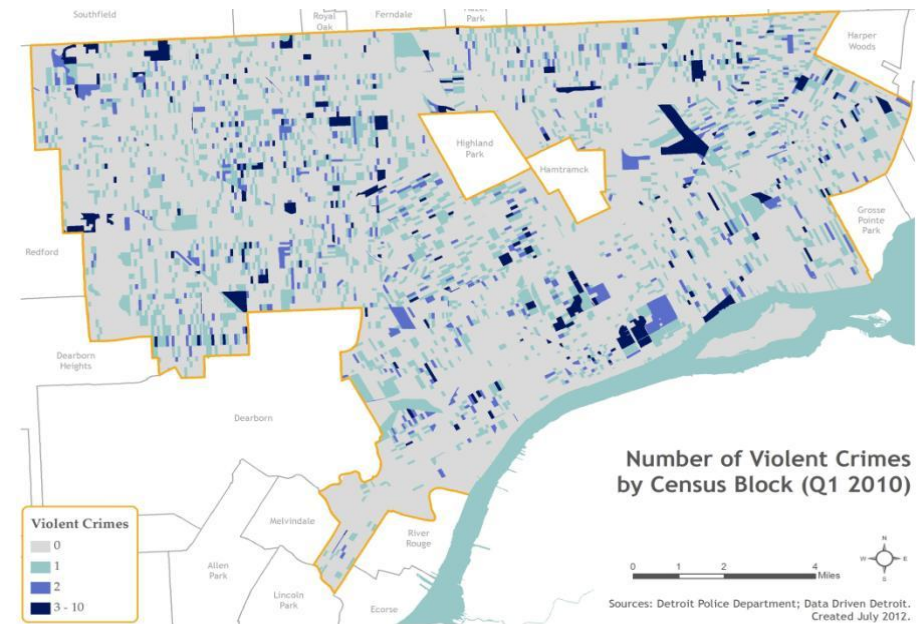 Southfield
Royal
Oak
Ferndale
Hazel
Park
Harper
Woods
Highland
Park
Hamtramck
Grosse
Pointe
Park
Redford
Dearborn
Heights
Dearborn
Melvindale
River
Rouge
Allen
Park
Lincoln
Park
Ecorse
Number of Violent Crimes
by Census Block (Q1 2010)
Violent Crimes
0
1
2
3 - 10
N
W E
S
0 1 2 4
Miles
Sources: Detroit Police Department; Data Driven Detroit.
Created July 2012.